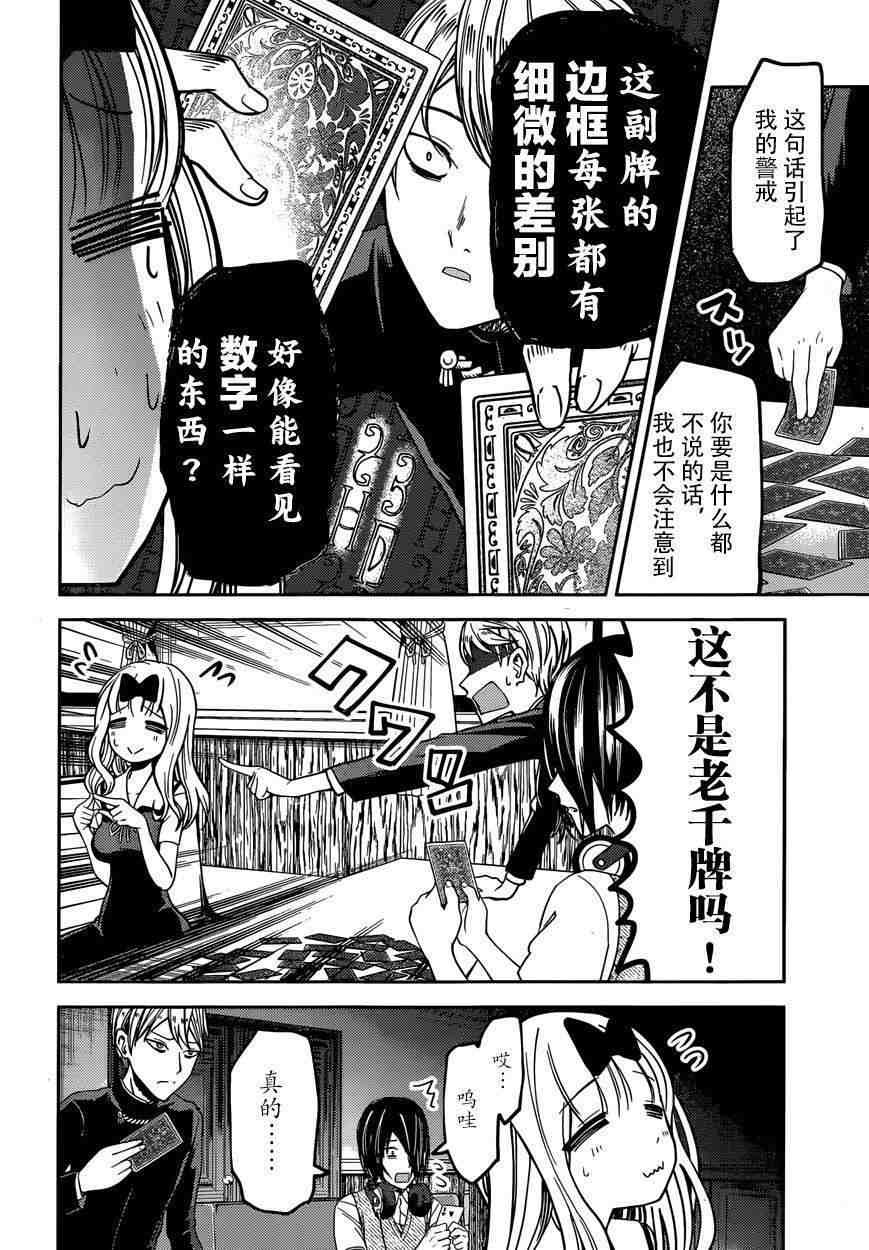 这句话引起了
我的警戒
你要是什么都
不说的话,
我也不会注意到
这副牌的
边框每张都有
细微的差别
好像能看见
数字一样
的东西？
这不是老千牌吗！
哎…
呜哇
真的……